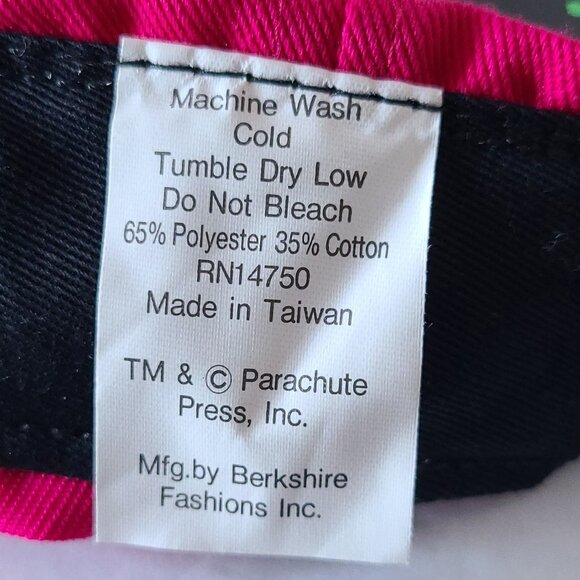 Machine Wash
Cold
Tumble Dry Low
Do Not Bleach
65% Polyester 35% Cotton
RN14750
Made in Taiwan
TM & © Parachute
Press, Inc.
Mfg.by Berkshire
Fashions Inc.